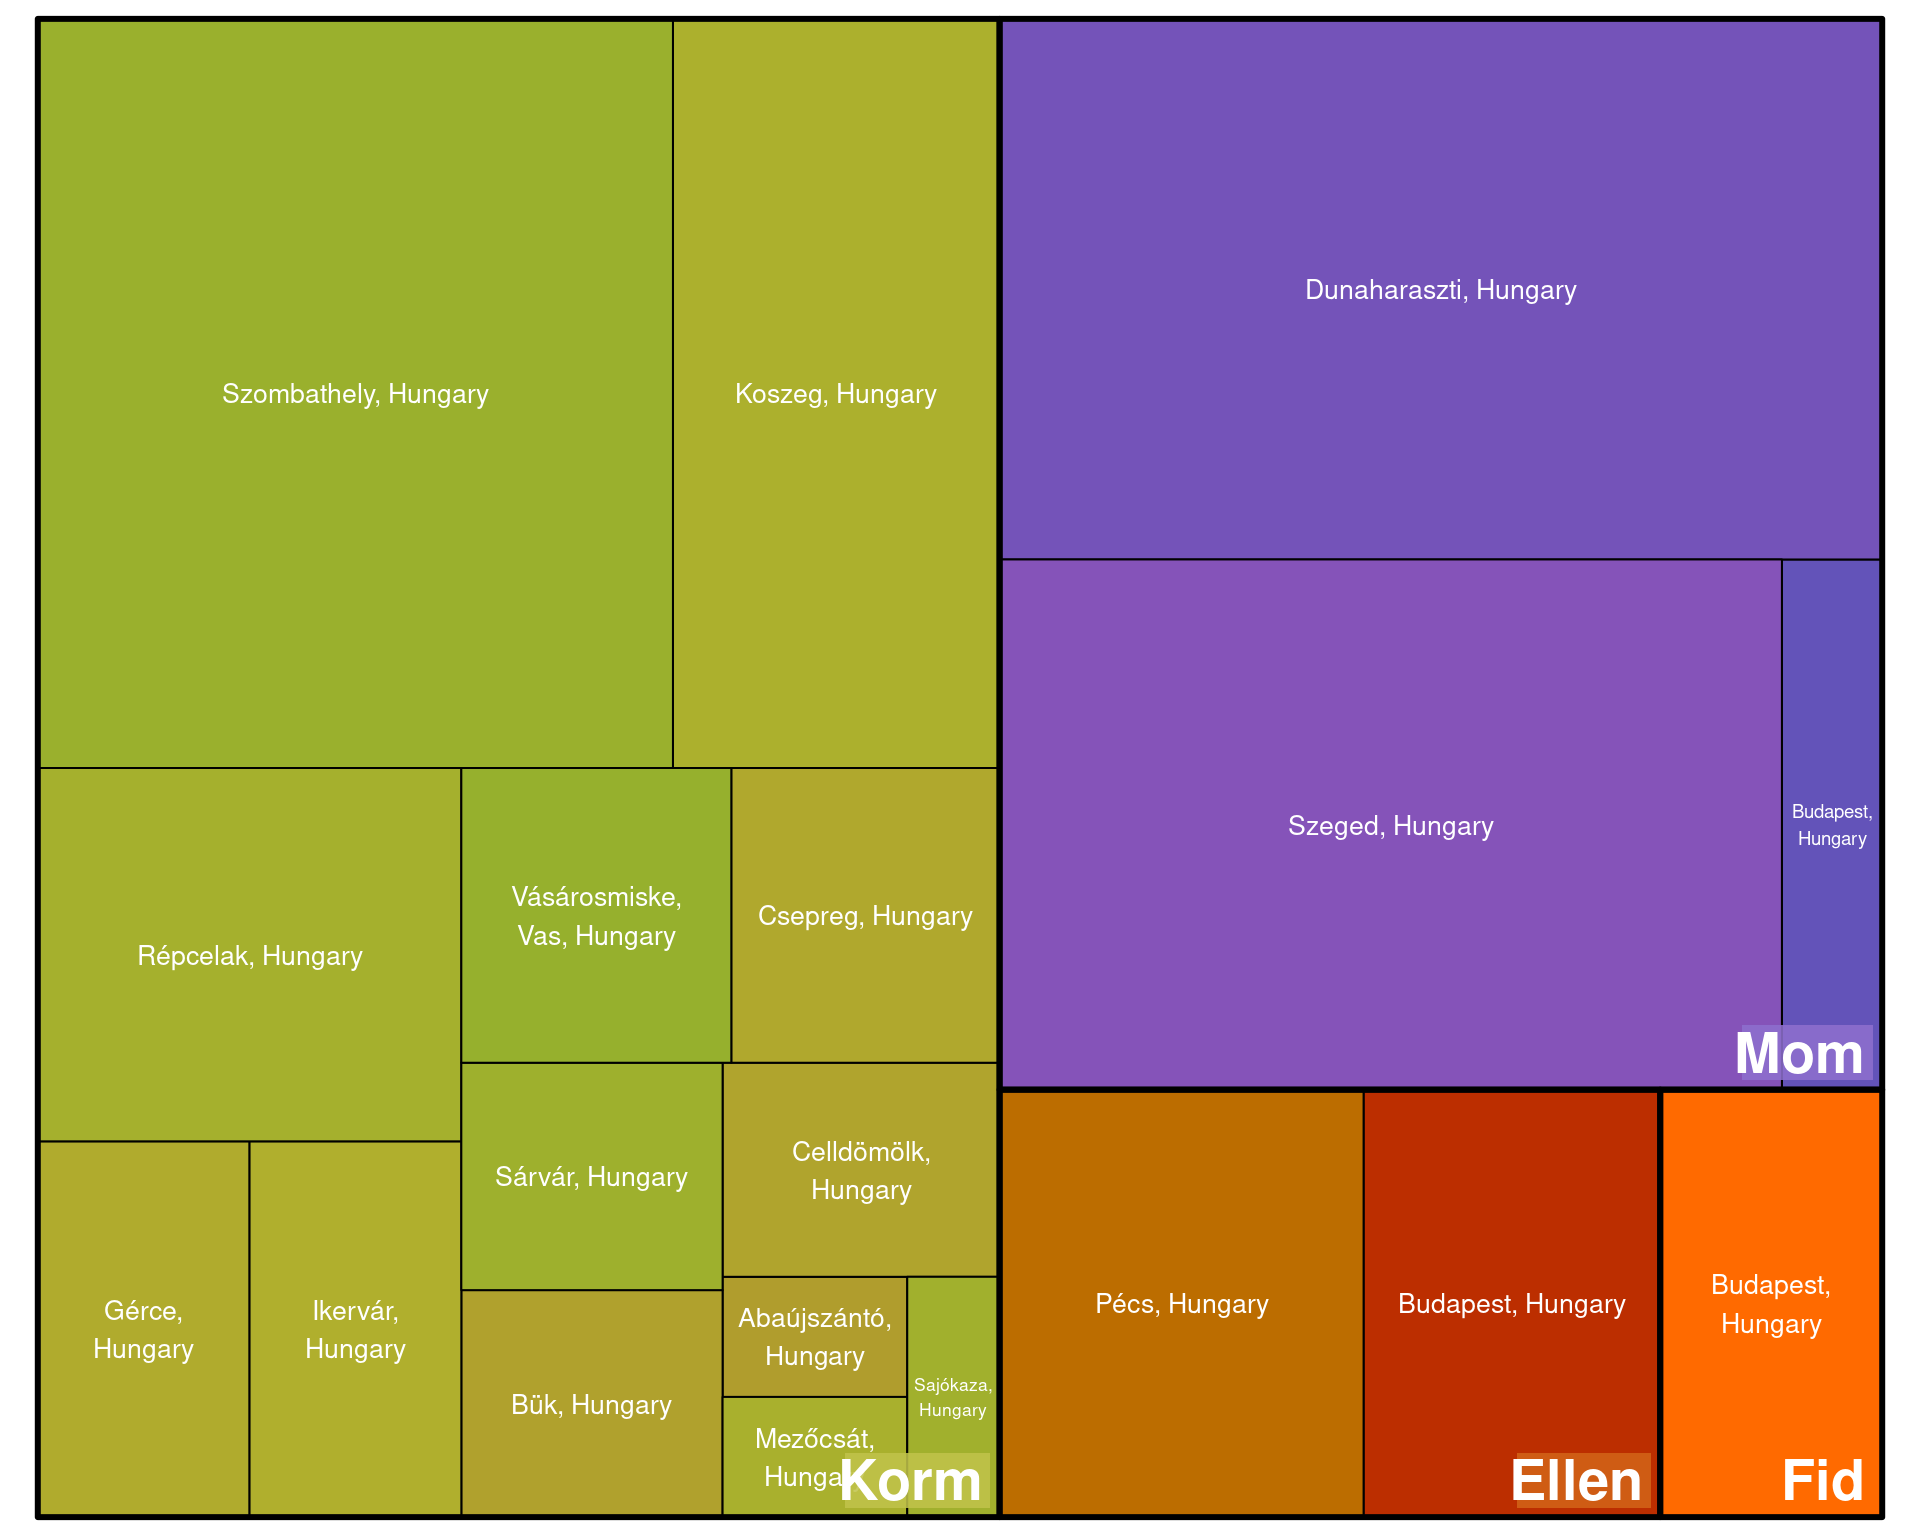 Szombathely, Hungary
Koszeg, Hungary
Répcelak, Hungary
Vásárosmiske,
Vas, Hungary
Csepreg, Hungary
Gérce,
Hungary
Ikervár,
Hungary
Sárvár, Hungary
Celldömölk,
Hungary
Bük, Hungary
Abaújszántó,
Hungary
Mezőcsát,
Sajókaza,
Hungary
Korm
Dunaharaszti, Hungary
Szeged, Hungary
Budapest,
Hungary
Mom
Pécs, Hungary
Budapest, Hungary
Ellen
Budapest,
Hungary
Fid